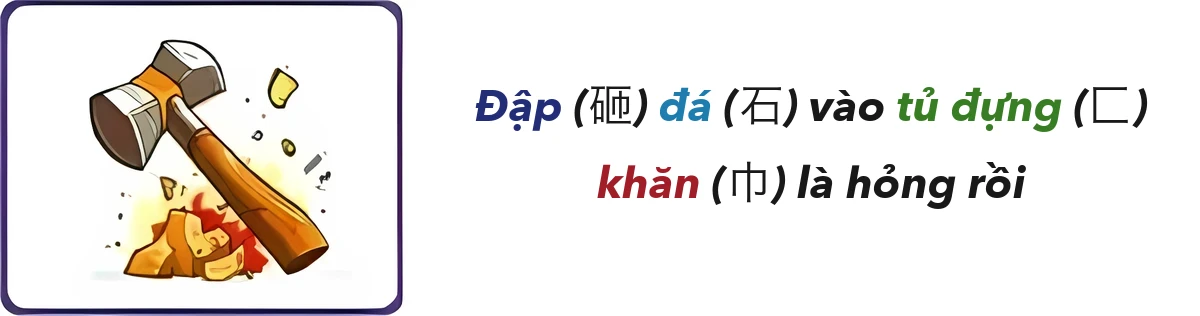 Đập (砸) đá (石) vào tủ đựng (匚)
khăn (巾) là hỏng rồi